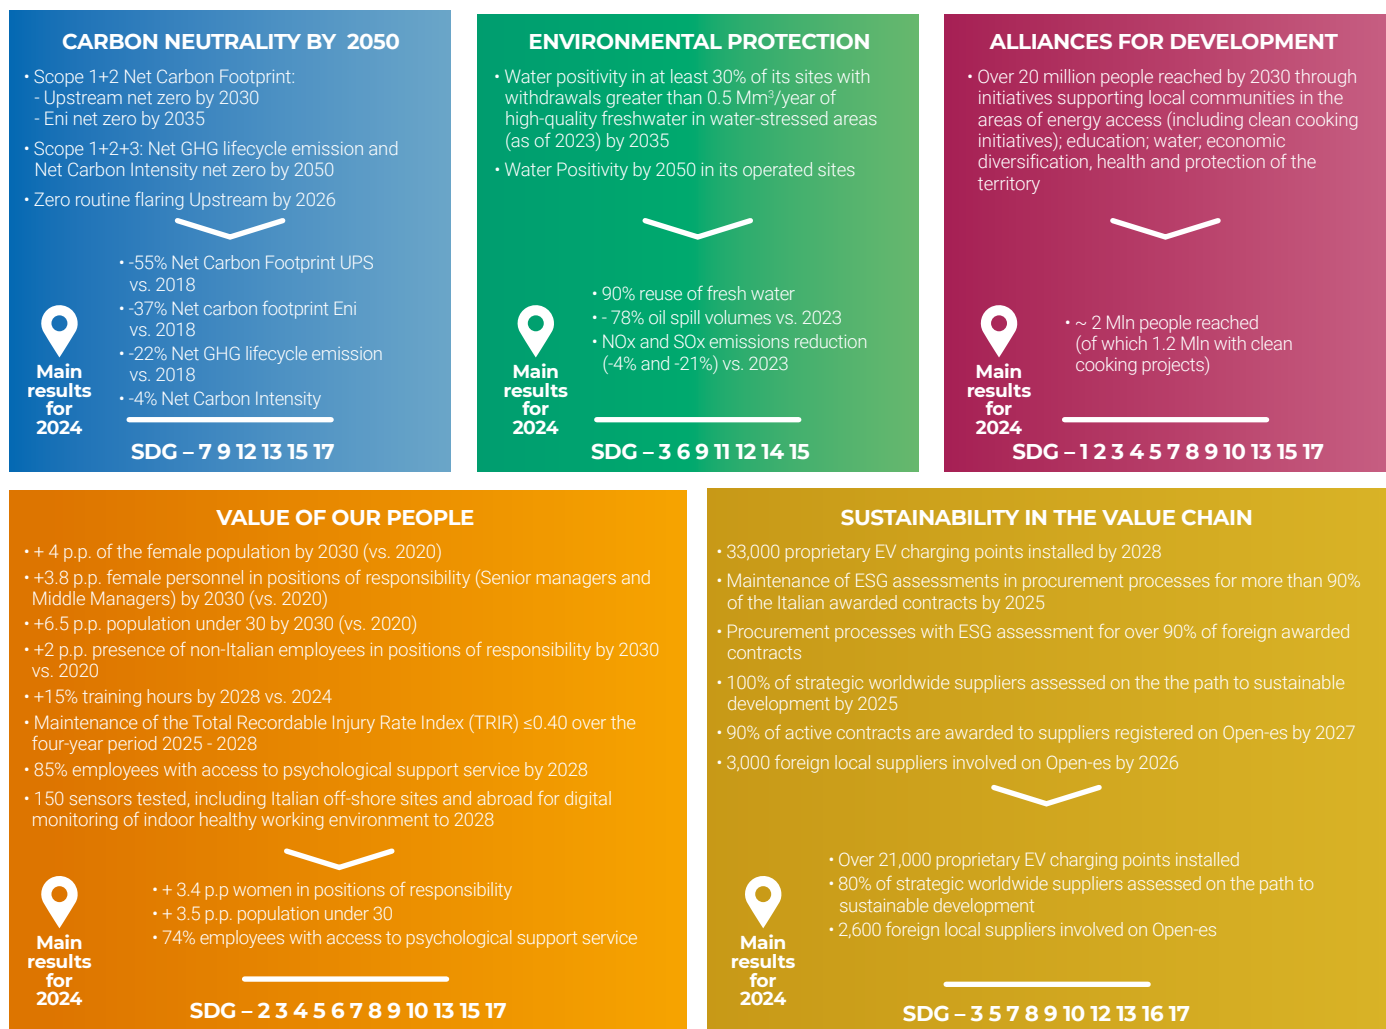 CARBON NEUTRALITY BY 2050
• Scope 1+2 Net Carbon Footprint:
- Upstream net zero by 2030
- Eni net zero by 2035
• Scope 1+2+3: Net GHG lifecycle emission and
Net Carbon Intensity net zero by 2050
• Zero routine flaring Upstream by 2026
• -55% Net Carbon Footprint UPS
vs. 2018
• -37% Net carbon footprint Eni
vs. 2018
• -22% Net GHG lifecycle emission
vs. 2018
• -4% Net Carbon Intensity
Main
results
for
2024
SDG – 7 9 12 13 15 17
ENVIRONMENTAL PROTECTION
• Water positivity in at least 30% of its sites with
withdrawals greater than 0.5 Mm³/year of
high-quality freshwater in water-stressed areas
(as of 2023) by 2035
• Water Positivity by 2050 in its operated sites
• 90% reuse of fresh water
• - 78% oil spill volumes vs. 2023
• NOx and SOx emissions reduction
(-4% and -21%) vs. 2023
Main
results
for
2024
SDG – 3 6 9 11 12 14 15
ALLIANCES FOR DEVELOPMENT
• Over 20 million people reached by 2030 through
initiatives supporting local communities in the
areas of energy access (including clean cooking
initiatives); education; water; economic
diversification, health and protection of the
territory
• ~ 2 Mln people reached
(of which 1.2 Mln with clean
cooking projects)
Main
results
for
2024
SDG – 1 2 3 4 5 7 8 9 10 13 15 17
VALUE OF OUR PEOPLE
• + 4 p.p. of the female population by 2030 (vs. 2020)
• +3.8 p.p. female personnel in positions of responsibility (Senior managers and
Middle Managers) by 2030 (vs. 2020)
• +6.5 p.p. population under 30 by 2030 (vs. 2020)
• +2 p.p. presence of non-Italian employees in positions of responsibility by 2030
vs. 2020
• +15% training hours by 2028 vs. 2024
• Maintenance of the Total Recordable Injury Rate Index (TRIR) ≤0.40 over the
four-year period 2025 - 2028
• 85% employees with access to psychological support service by 2028
• 150 sensors tested, including Italian off-shore sites and abroad for digital
monitoring of indoor healthy working environment to 2028
• + 3.4 p.p women in positions of responsibility
• + 3.5 p.p. population under 30
• 74% employees with access to psychological support service
Main
results
for
2024
SDG – 2 3 4 5 6 7 8 9 10 13 15 17
SUSTAINABILITY IN THE VALUE CHAIN
• 33,000 proprietary EV charging points installed by 2028
• Maintenance of ESG assessments in procurement processes for more than 90%
of the Italian awarded contracts by 2025
• Procurement processes with ESG assessment for over 90% of foreign awarded
contracts
• 100% of strategic worldwide suppliers assessed on the the path to sustainable
development by 2025
• 90% of active contracts are awarded to suppliers registered on Open-es by 2027
• 3,000 foreign local suppliers involved on Open-es by 2026
• Over 21,000 proprietary EV charging points installed
• 80% of strategic worldwide suppliers assessed on the path to
sustainable development
• 2,600 foreign local suppliers involved on Open-es
Main
results
for
2024
SDG – 3 5 7 8 9 10 12 13 16 17